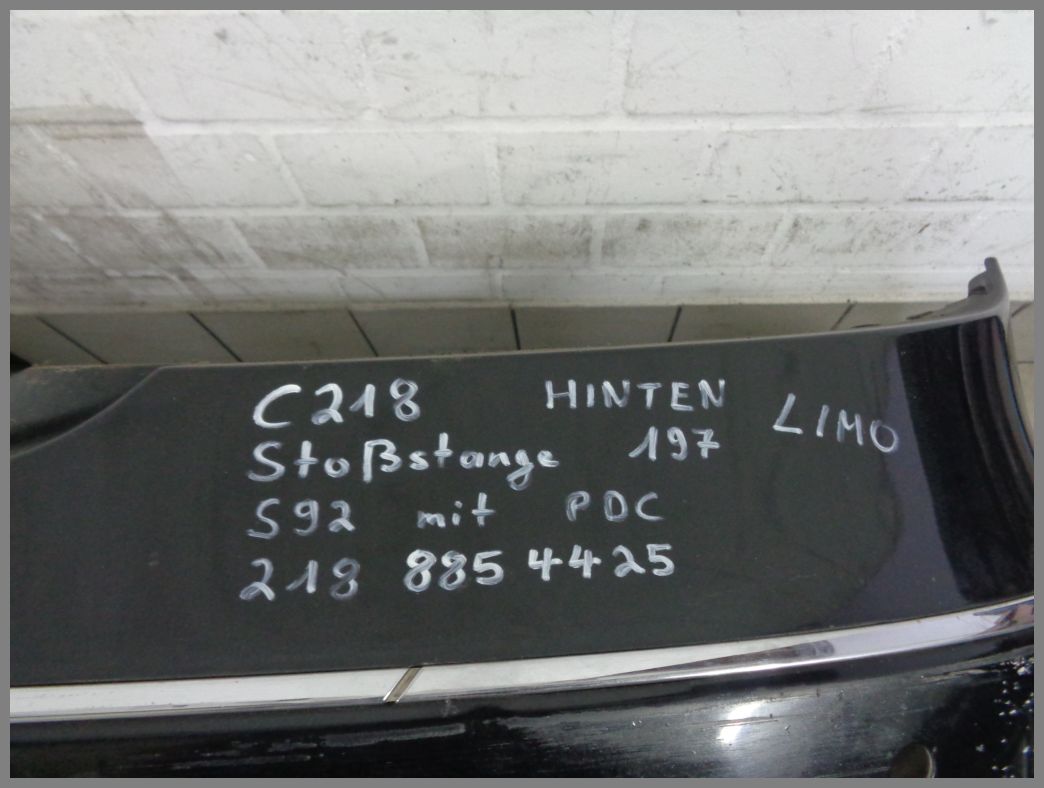 C218 HINTEN
Stoßstange 197 LIMO
S92 mit PDC
218 885 4425